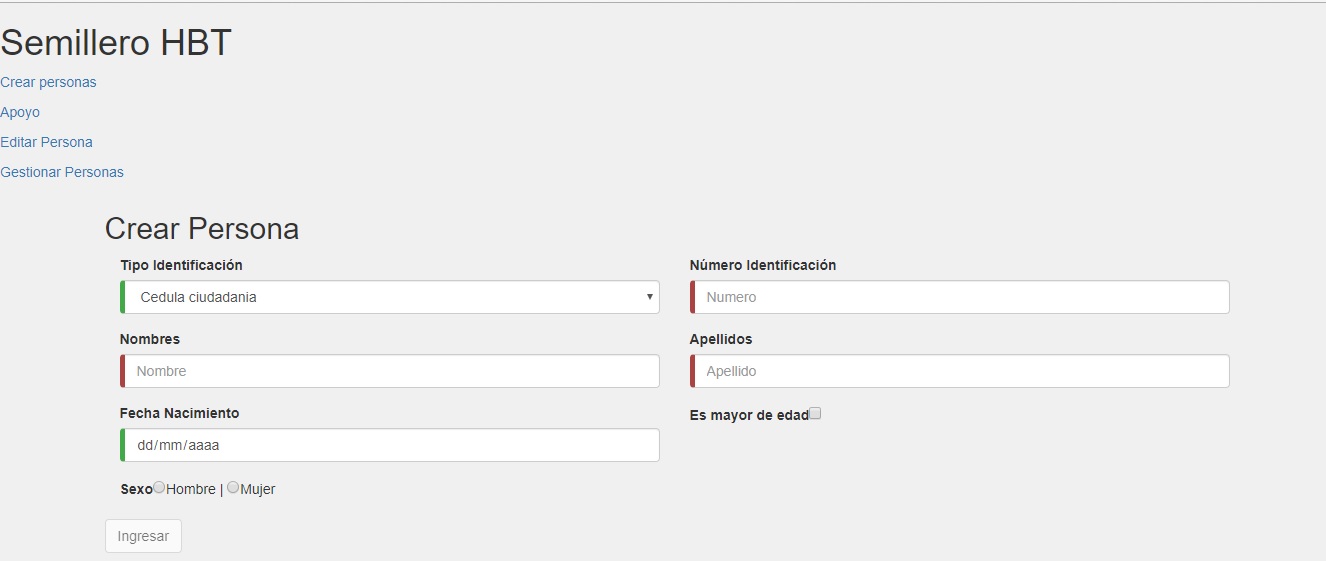 Semillero HBT
Crear personas
Apoyo
Editar Persona
Gestionar Personas
Crear Persona
Tipo Identificación
Número Identificación
Cedula ciudadania
Numero
Nombres
Apellidos
Nombre
Apellido
Fecha Nacimiento
Es mayor de edad
dd/mm/aaaa
Sexo Hombre | Mujer
Ingresar